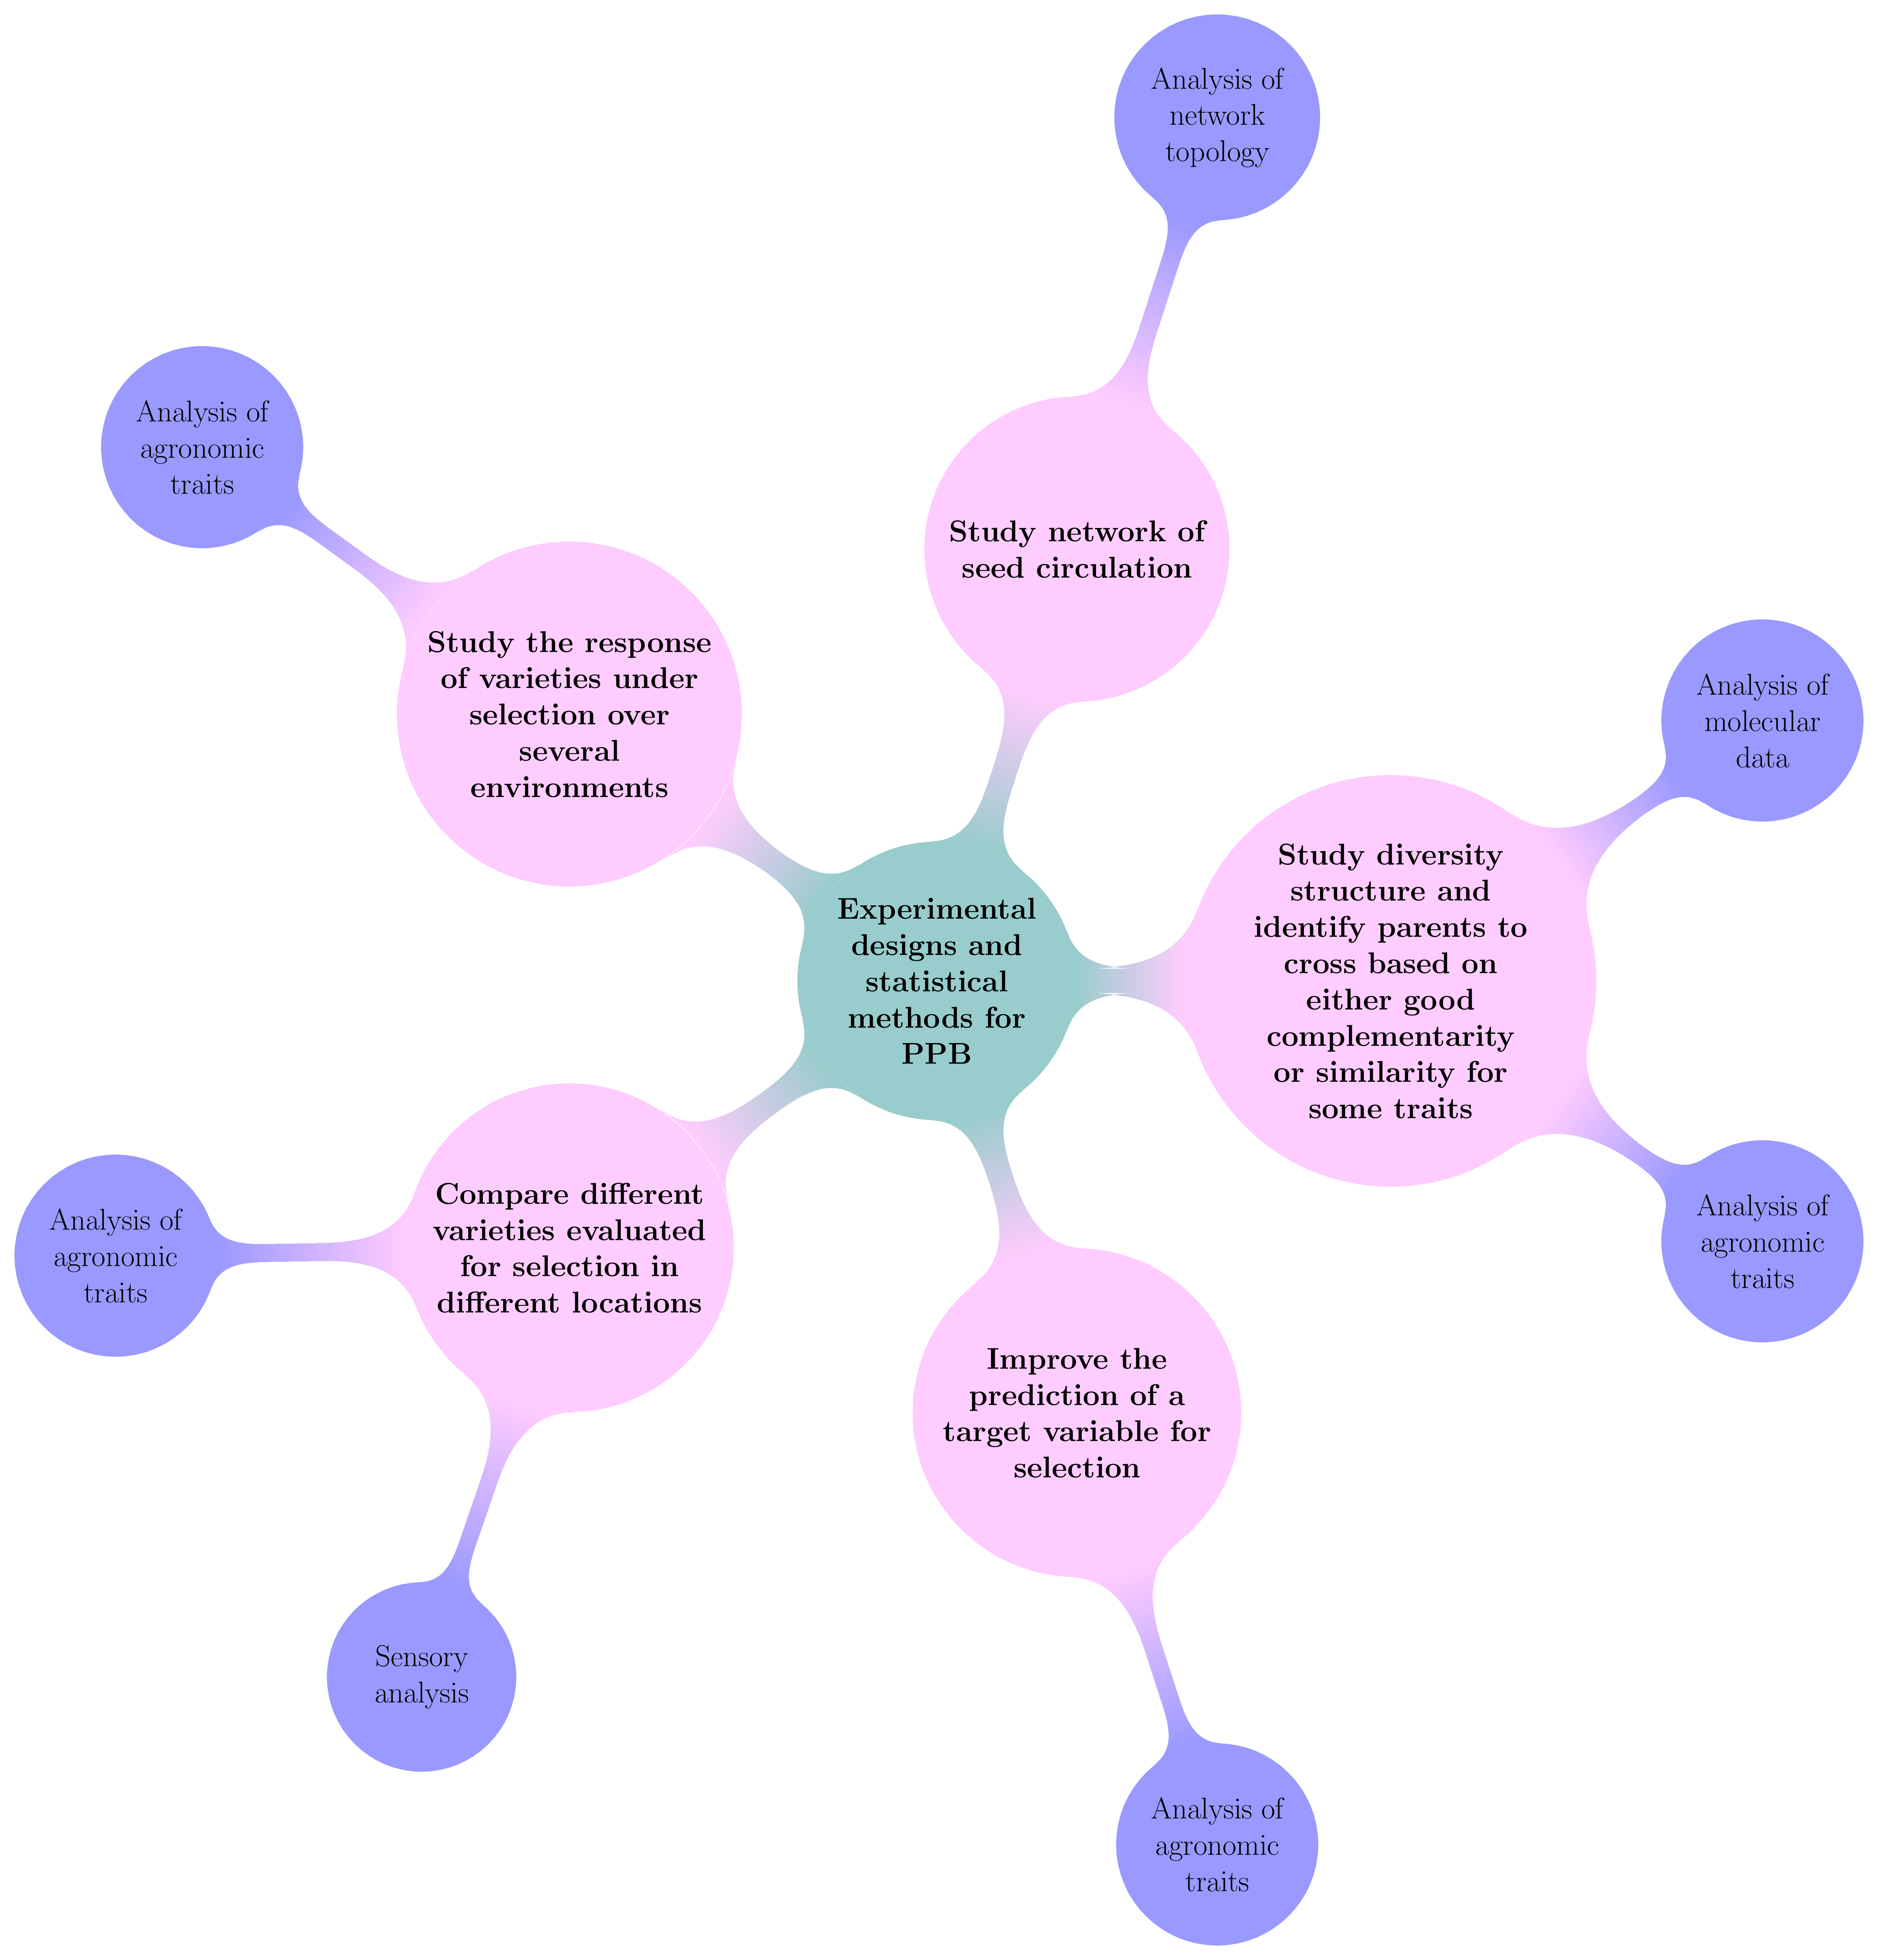 Analysis of
network
topology
Analysis of
agronomic
traits
Study network of
seed circulation
Study the response
of varieties under
selection over
several
environments
Analysis of
molecular
data
Experimental
designs and
statistical
methods for
PPB
Study diversity
structure and
identify parents to
cross based on
either good
complementarity
or similarity for
some traits
Analysis of
agronomic
traits
Compare different
varieties evaluated
for selection in
different locations
Analysis of
agronomic
traits
Improve the
prediction of a
target variable for
selection
Sensory
analysis
Analysis of
agronomic
traits